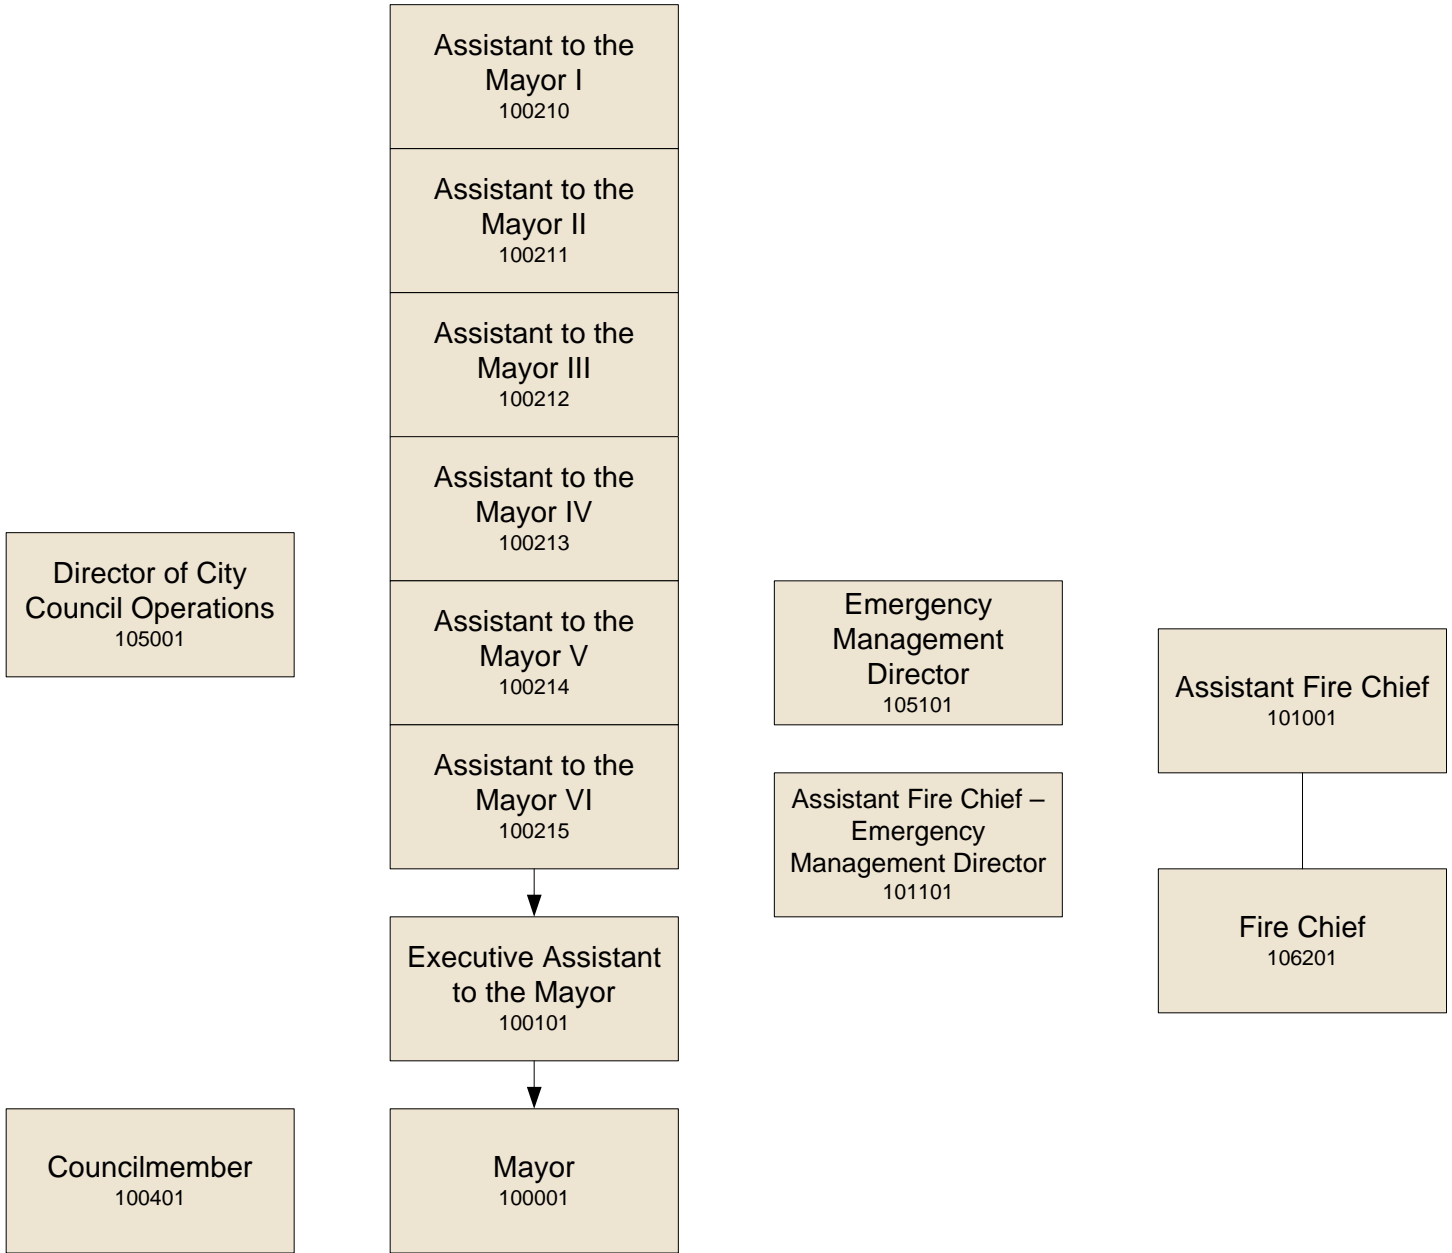 Assistant to the
Mayor I
100210
Assistant to the
Mayor II
100211
Assistant to the
Mayor III
100212
Assistant to the
Mayor IV
100213
Director of City
Council Operations
105001
Assistant to the
Mayor V
100214
Emergency
Management
Director
105101
Assistant Fire Chief
101001
Assistant to the
Mayor VI
100215
Assistant Fire Chief –
Emergency
Management Director
101101
Executive Assistant
to the Mayor
100101
Fire Chief
106201
Councilmember
100401
Mayor
100001